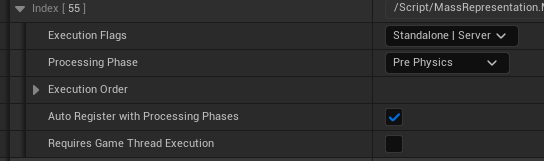 Index [ 55 ]
/Script/MassRepresentation.
Execution Flags
Standalone | Server
Processing Phase
Pre Physics
Execution Order
Auto Register with Processing Phases
Requires Game Thread Execution